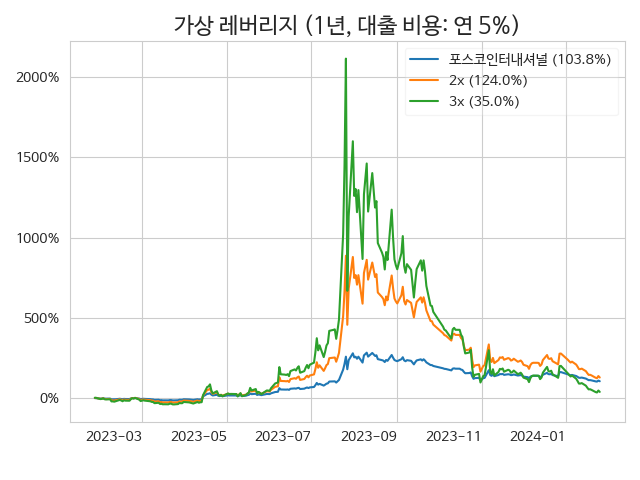 가상 레버리지 (1년, 대출 비용: 연 5%)
포스코인터내셔널 (103.8%)
2x (124.0%)
3x (35.0%)
2000%
1500%
1000%
500%
0%
2023-03 2023-05 2023-07 2023-09 2023-11 2024-01